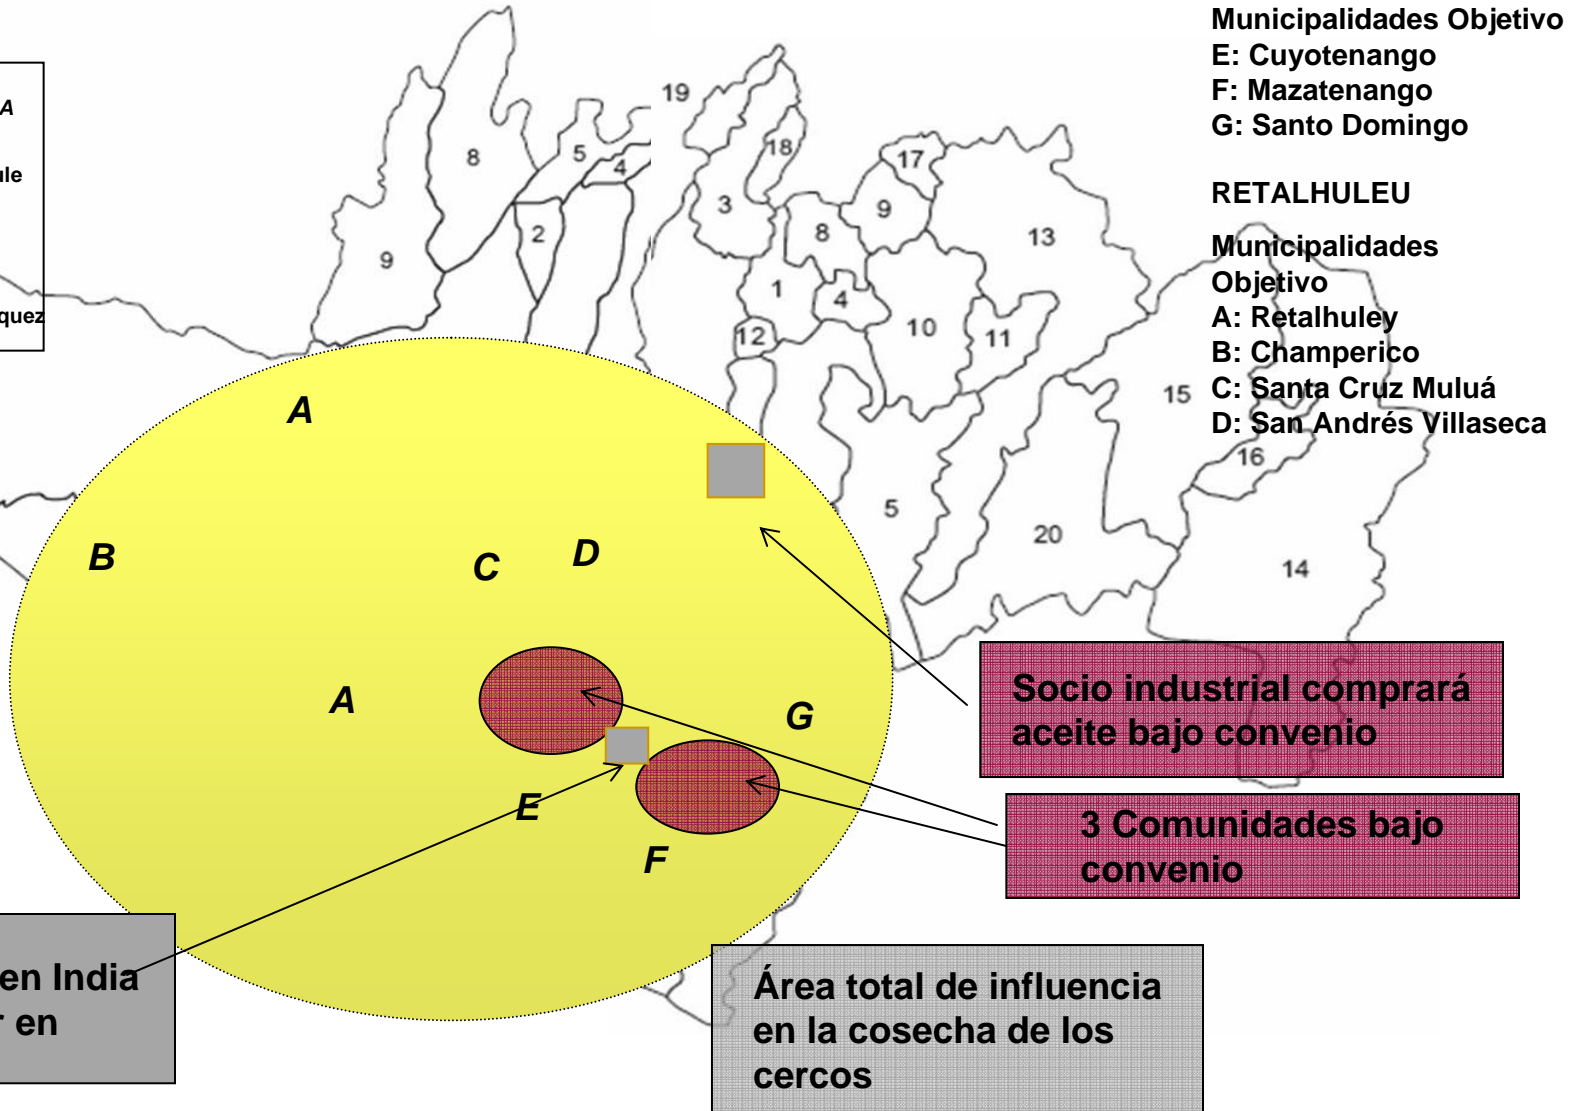 Municipalidades Objetivo
E: Cuyotenango
F: Mazatenango
G: Santo Domingo
RETALHULEU
Municipalidades
Objetivo
A: Retalhuley
B: Champerico
C: Santa Cruz Muluá
D: San Andrés Villaseca
A
19
8
5
4
18
17
3
9
2
8
13
9
1
4
10
11
12
15
16
5
20
14
A
B
C
D
A
G
E
F
Socio industrial comprará
aceite bajo convenio
3 Comunidades bajo
convenio
en India
en
Área total de influencia
en la cosecha de los
cercos